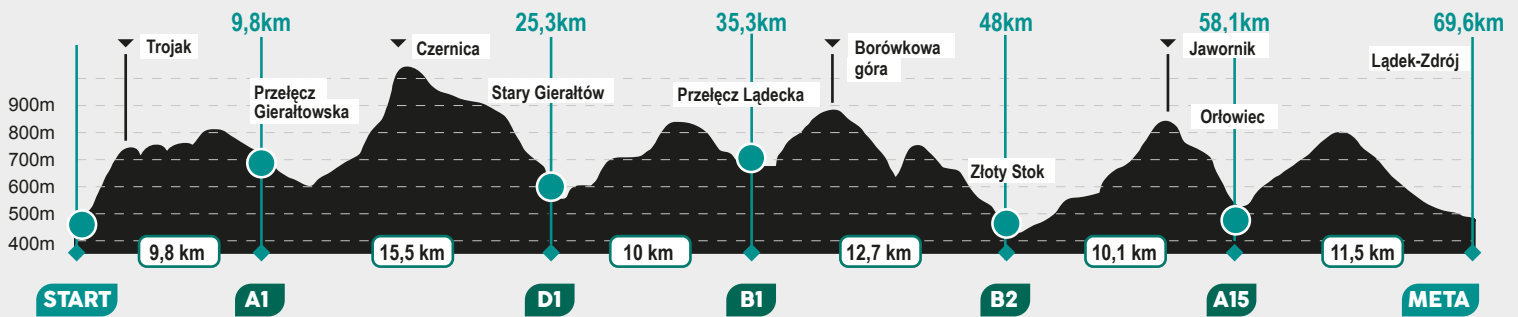 9,8km
25,3km
35,3km
48km
58,1km
69,6km
Trojak
Czernica
Borówkowa
góra
Jawornik
Lądek-Zdrój
Przełęcz
Gierałtowska
Stary Gierałtów
Przełęcz Lądecka
Orłowiec
Złoty Stok
900m
800m
700m
600m
500m
400m
9,8 km
15,5 km
10 km
12,7 km
10,1 km
11,5 km
START
A1
D1
B1
B2
A15
META